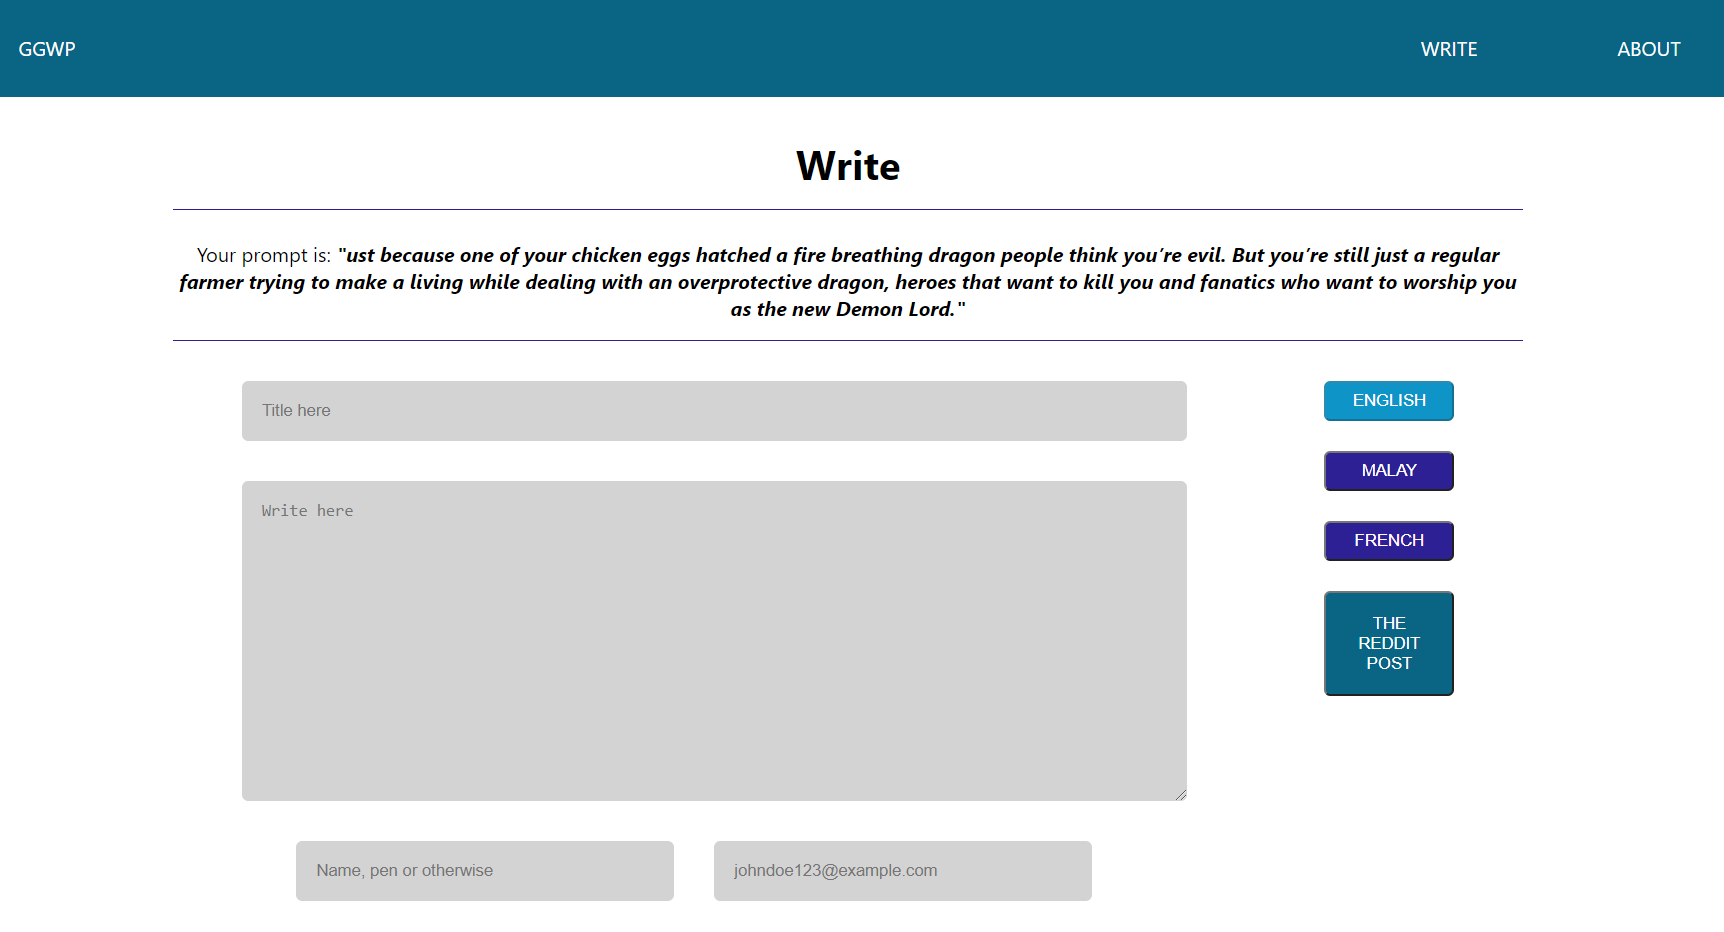 GGWP
WRITE
ABOUT
Write
Your prompt is: "ust because one of your chicken eggs hatched a fire breathing dragon people think you’re evil. But you’re still just a regular
farmer trying to make a living while dealing with an overprotective dragon, heroes that want to kill you and fanatics who want to worship you
as the new Demon Lord."
Title here
ENGLISH
MALAY
Write here
FRENCH
THE
REDDIT
POST
Name, pen or otherwise
johndoe123@example.com